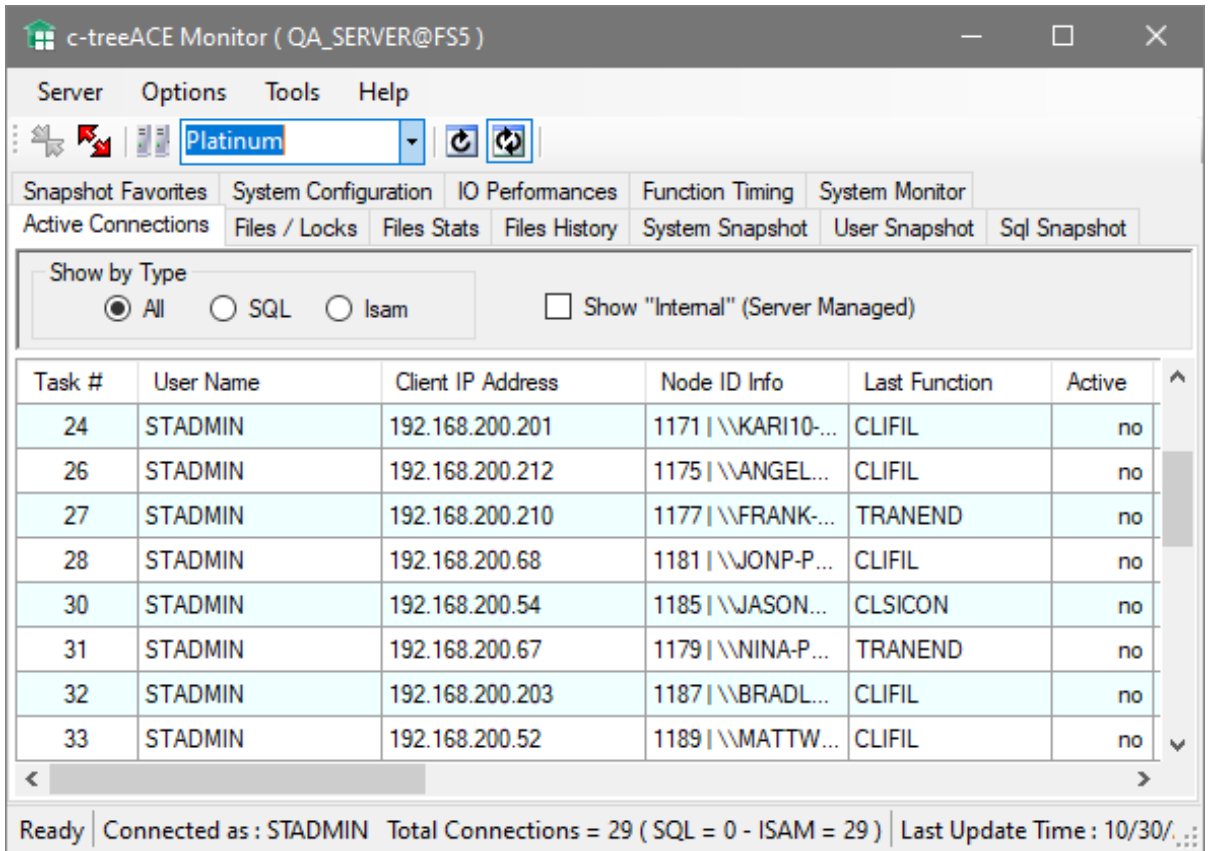 c-treeACE Monitor ( QA_SERVER@FS5 )
Server Options Tools Help
Platinum
Snapshot Favorites System Configuration IO Performances Function Timing System Monitor
Active Connections Files / Locks Files Stats Files History System Snapshot User Snapshot Sql Snapshot
Show by Type
All SQL Isam Show "Internal" (Server Managed)
Task # User Name Client IP Address Node ID Info Last Function Active
24 STADMIN 192.168.200.201 1171 | \\KARI10-... CLIFIL no
26 STADMIN 192.168.200.212 1175 | \\ANGEL... CLIFIL no
27 STADMIN 192.168.200.210 1177 | \\FRANK-... TRANEND no
28 STADMIN 192.168.200.68 1181 | \\JONP-P... CLIFIL no
30 STADMIN 192.168.200.54 1185 | \\JASON... CLSICON no
31 STADMIN 192.168.200.67 1179 | \\NINA-P... TRANEND no
32 STADMIN 192.168.200.203 1187 | \\BRADL... CLIFIL no
33 STADMIN 192.168.200.52 1189 | \\MATTW... CLIFIL no
Ready Connected as : STADMIN Total Connections = 29 ( SQL = 0 - ISAM = 29 ) Last Update Time : 10/30/